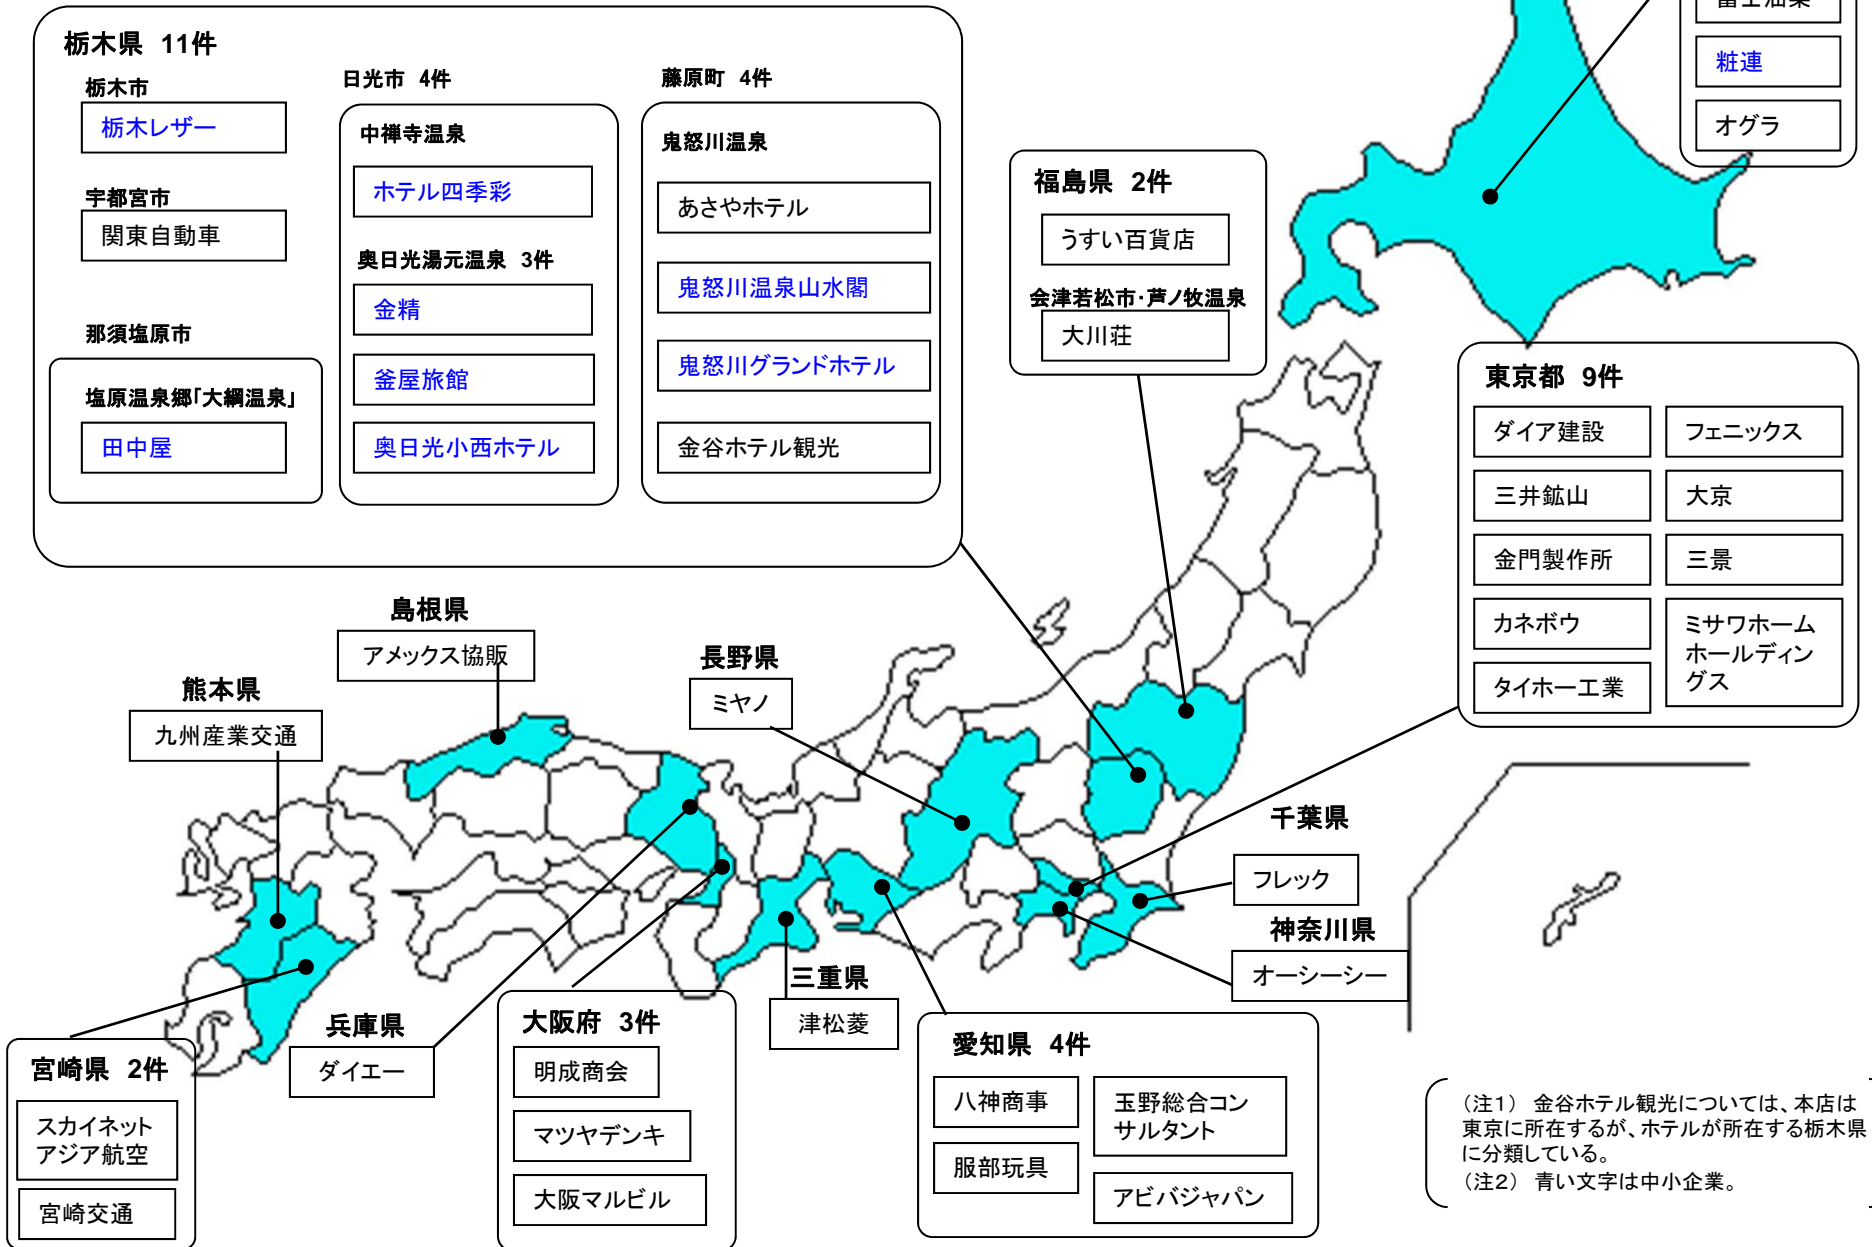 栃木県 11件
栃木市
栃木レザー
宇都宮市
関東自動車
那須塩原市
塩原温泉郷「大綱温泉」
田中屋
日光市 4件
中禅寺温泉
ホテル四季彩
奥日光湯元温泉 3件
金精
釜屋旅館
奥日光小西ホテル
藤原町 4件
鬼怒川温泉
あさやホテル
鬼怒川温泉山水閣
鬼怒川グランドホテル
金谷ホテル観光
福島県 2件
うすい百貨店
会津若松市・芦ノ牧温泉
大川荘
富士油業
粧連
オグラ
東京都 9件
ダイア建設
フェニックス
三井鉱山
大京
金門製作所
三景
カネボウ
ミサワホーム
ホールディン
グス
タイホー工業
島根県
アメックス協販
熊本県
九州産業交通
長野県
ミヤノ
千葉県
フレック
神奈川県
オーシーシー
三重県
津松菱
兵庫県
ダイエー
宮崎県 2件
スカイネット
アジア航空
宮崎交通
大阪府 3件
明成商会
マツヤデンキ
大阪マルビル
愛知県 4件
八神商事
玉野総合コン
サルタント
服部玩具
アビバジャパン
（注１） 金谷ホテル観光については、本店は
東京に所在するが、ホテルが所在する栃木県
に分類している。
（注２） 青い文字は中小企業。